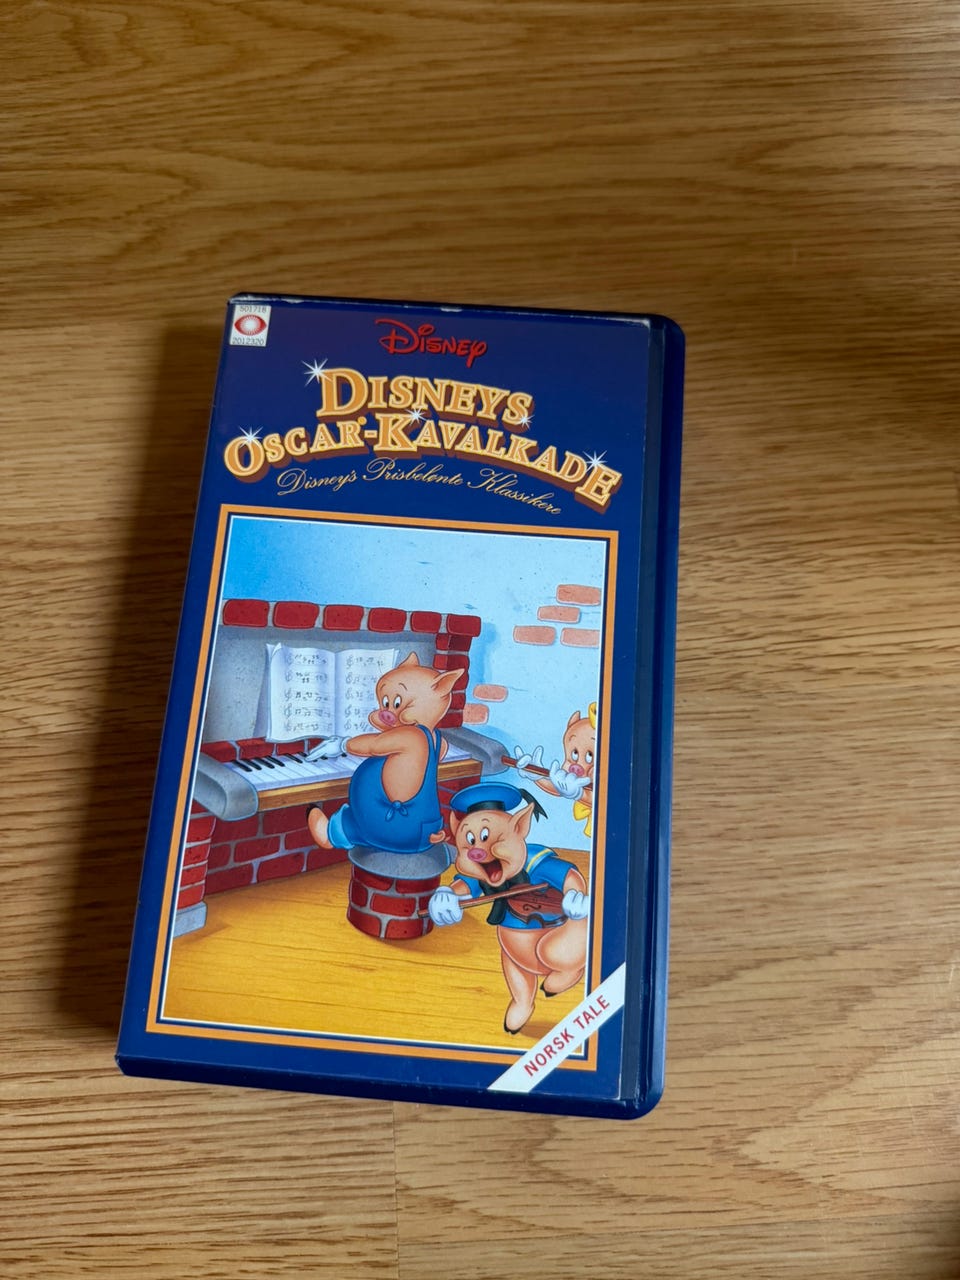 501718
2012320
DISNEY
DISNEYS
OSCAR®-KAVALKADE
Disney's Prisbelønte Klassikere
NORSK TALE